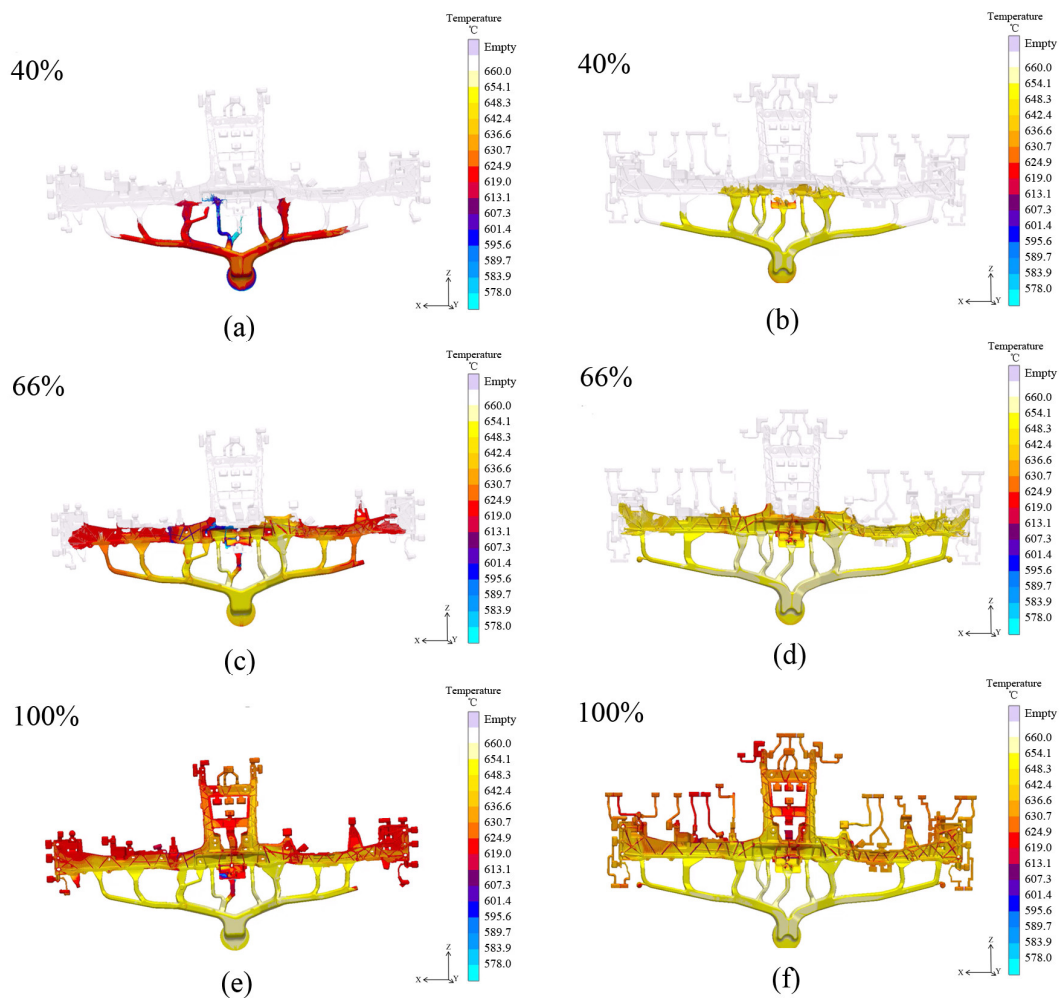 40%
Temperature
℃
Empty
660.0
654.1
648.3
642.4
636.6
630.7
624.9
619.0
613.1
607.3
601.4
595.6
589.7
583.9
578.0
Z
X
Y
(a)
40%
Temperature
℃
Empty
660.0
654.1
648.3
642.4
636.6
630.7
624.9
619.0
613.1
607.3
601.4
595.6
589.7
583.9
578.0
Z
X
Y
(b)
66%
Temperature
℃
Empty
660.0
654.1
648.3
642.4
636.6
630.7
624.9
619.0
613.1
607.3
601.4
595.6
589.7
583.9
578.0
Z
X
Y
(c)
66%
Temperature
℃
Empty
660.0
654.1
648.3
642.4
636.6
630.7
624.9
619.0
613.1
607.3
601.4
595.6
589.7
583.9
578.0
Z
X
Y
(d)
100%
Temperature
℃
Empty
660.0
654.1
648.3
642.4
636.6
630.7
624.9
619.0
613.1
607.3
601.4
595.6
589.7
583.9
578.0
Z
X
Y
(e)
100%
Temperature
℃
Empty
660.0
654.1
648.3
642.4
636.6
630.7
624.9
619.0
613.1
607.3
601.4
595.6
589.7
583.9
578.0
Z
X
Y
(f)